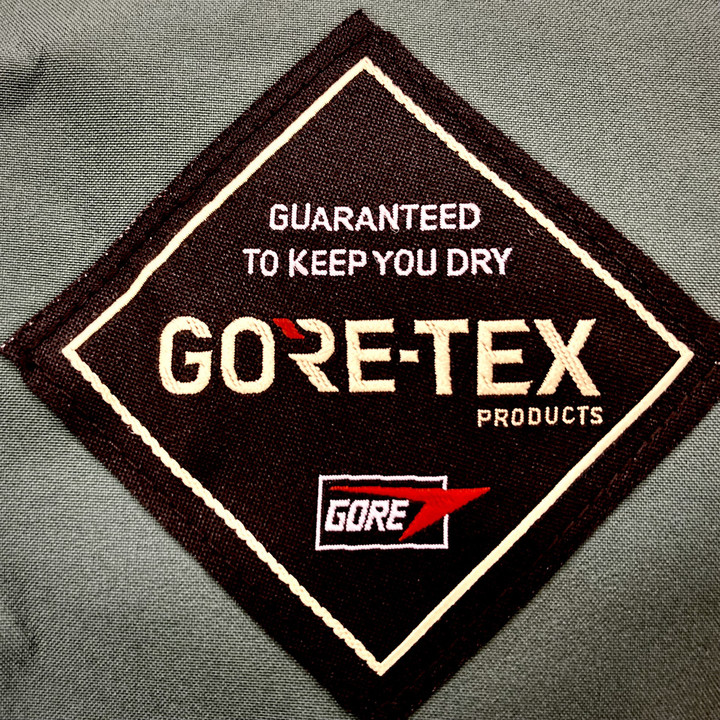 GUARANTEED
TO KEEP YOU DRY
GORE-TEX
PRODUCTS
GORE